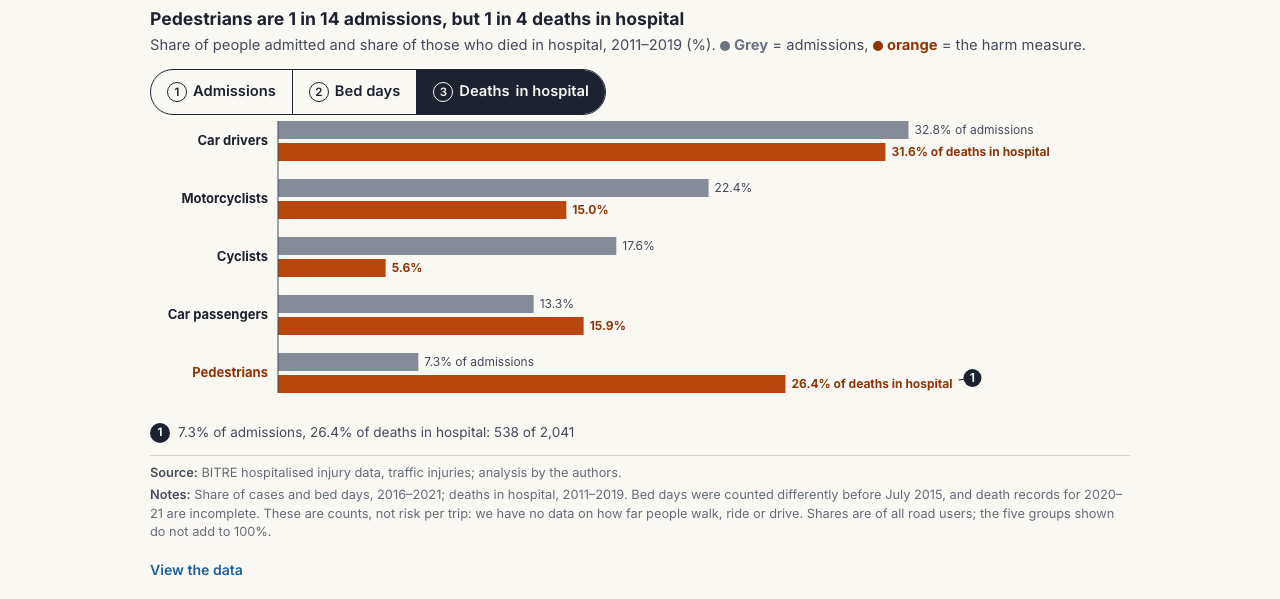 Pedestrians are 1 in 14 admissions, but 1 in 4 deaths in hospital
Share of people admitted and share of those who died in hospital, 2011–2019 (%). Grey = admissions, orange = the harm measure.
1 Admissions 2 Bed days 3 Deaths in hospital
Car drivers
32.8% of admissions
31.6% of deaths in hospital
Motorcyclists
22.4%
15.0%
Cyclists
17.6%
5.6%
Car passengers
13.3%
15.9%
Pedestrians
7.3% of admissions
26.4% of deaths in hospital 1
1 7.3% of admissions, 26.4% of deaths in hospital: 538 of 2,041
Source: BITRE hospitalised injury data, traffic injuries; analysis by the authors.
Notes: Share of cases and bed days, 2016–2021; deaths in hospital, 2011–2019. Bed days were counted differently before July 2015, and death records for 2020–
21 are incomplete. These are counts, not risk per trip: we have no data on how far people walk, ride or drive. Shares are of all road users; the five groups shown
do not add to 100%.
View the data